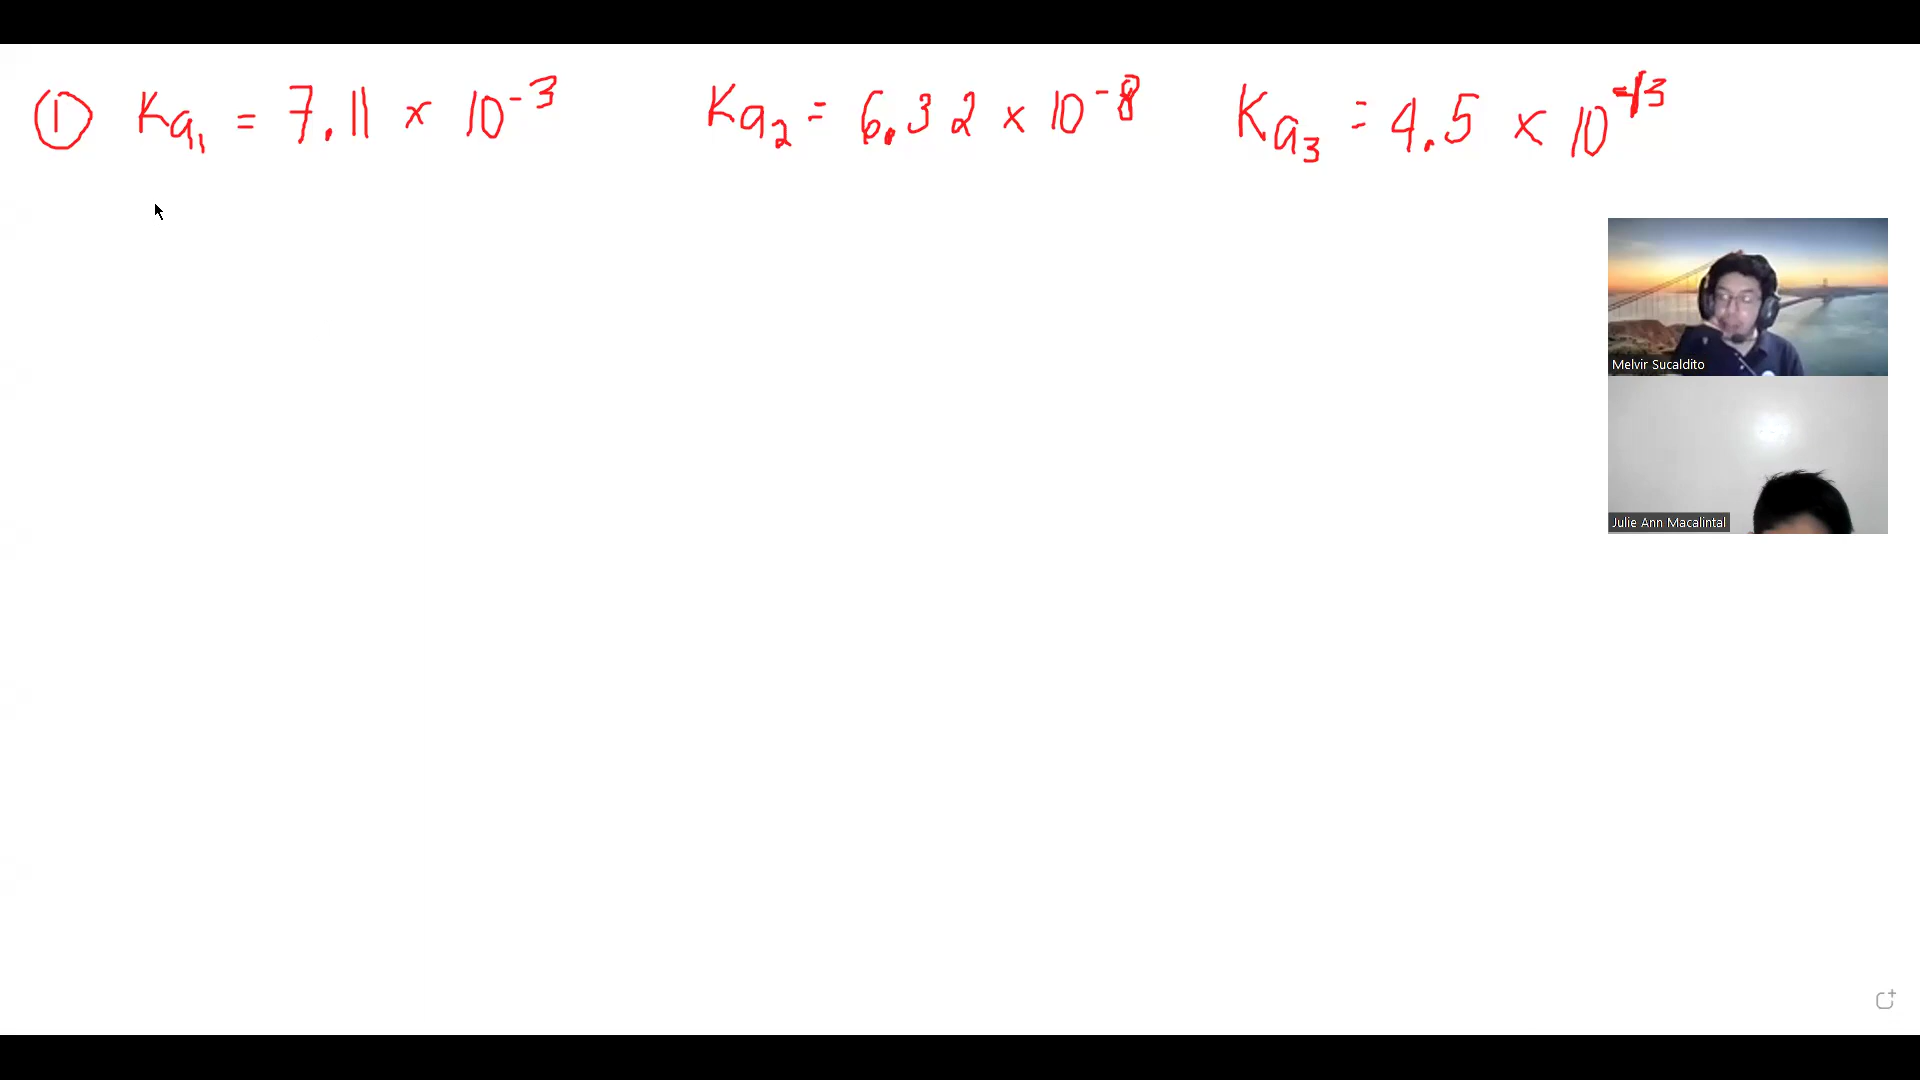 ① Ka₁ = 7.11 × 10⁻³ Ka₂ = 6.32 × 10⁻⁸ Ka₃ = 4.5 × 10⁻¹³
Melvir Sucaldito
Julie Ann Macalintal